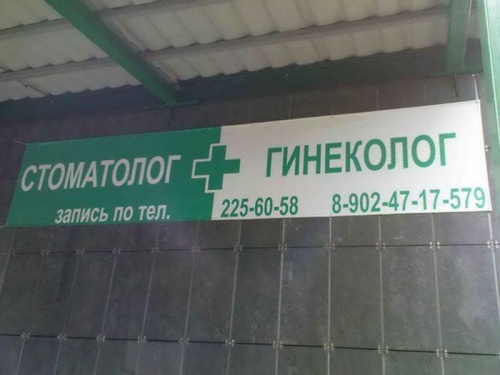 СТОМАТОЛОГ ГИНЕКОЛОГ
запись по тел. 225-60-58 8-902-47-17-579